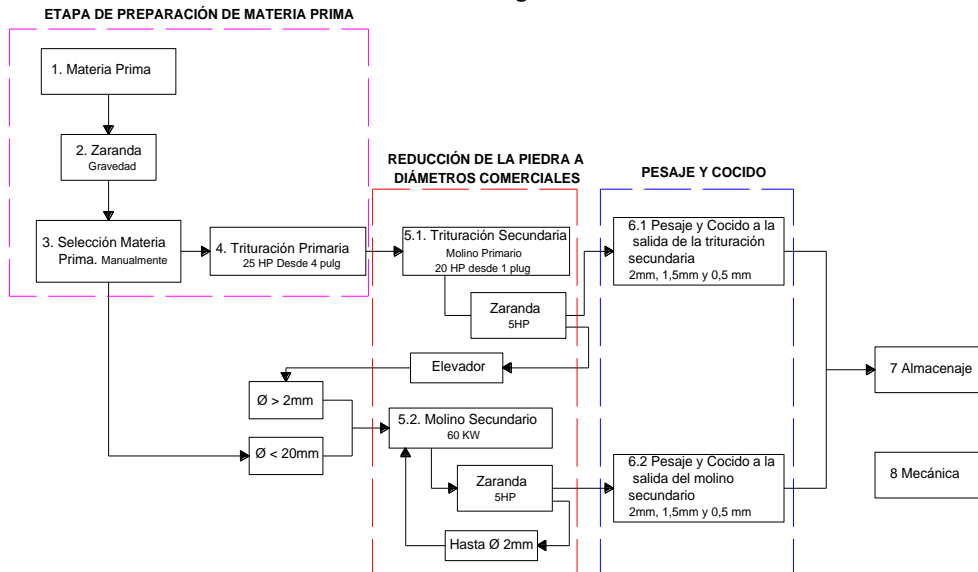 ETAPA DE PREPARACIÓN DE MATERIA PRIMA
1. Materia Prima
2. Zaranda
Gravedad
3. Selección Materia
Prima. Manualmente
4. Trituración Primaria
25 HP Desde 4 pulg
REDUCCIÓN DE LA PIEDRA A
DIÁMETROS COMERCIALES
5.1. Trituración Secundaria
Molino Primario
20 HP desde 1 plug
Zaranda
5HP
Elevador
Ø > 2mm
Ø < 20mm
5.2. Molino Secundario
60 KW
Zaranda
5HP
Hasta Ø 2mm
PESAJE Y COCIDO
6.1 Pesaje y Cocido a la
salida de la trituración
secundaria
2mm, 1,5mm y 0,5 mm
6.2 Pesaje y Cocido a la
salida del molino
secundario
2mm, 1,5mm y 0,5 mm
7 Almacenaje
8 Mecánica